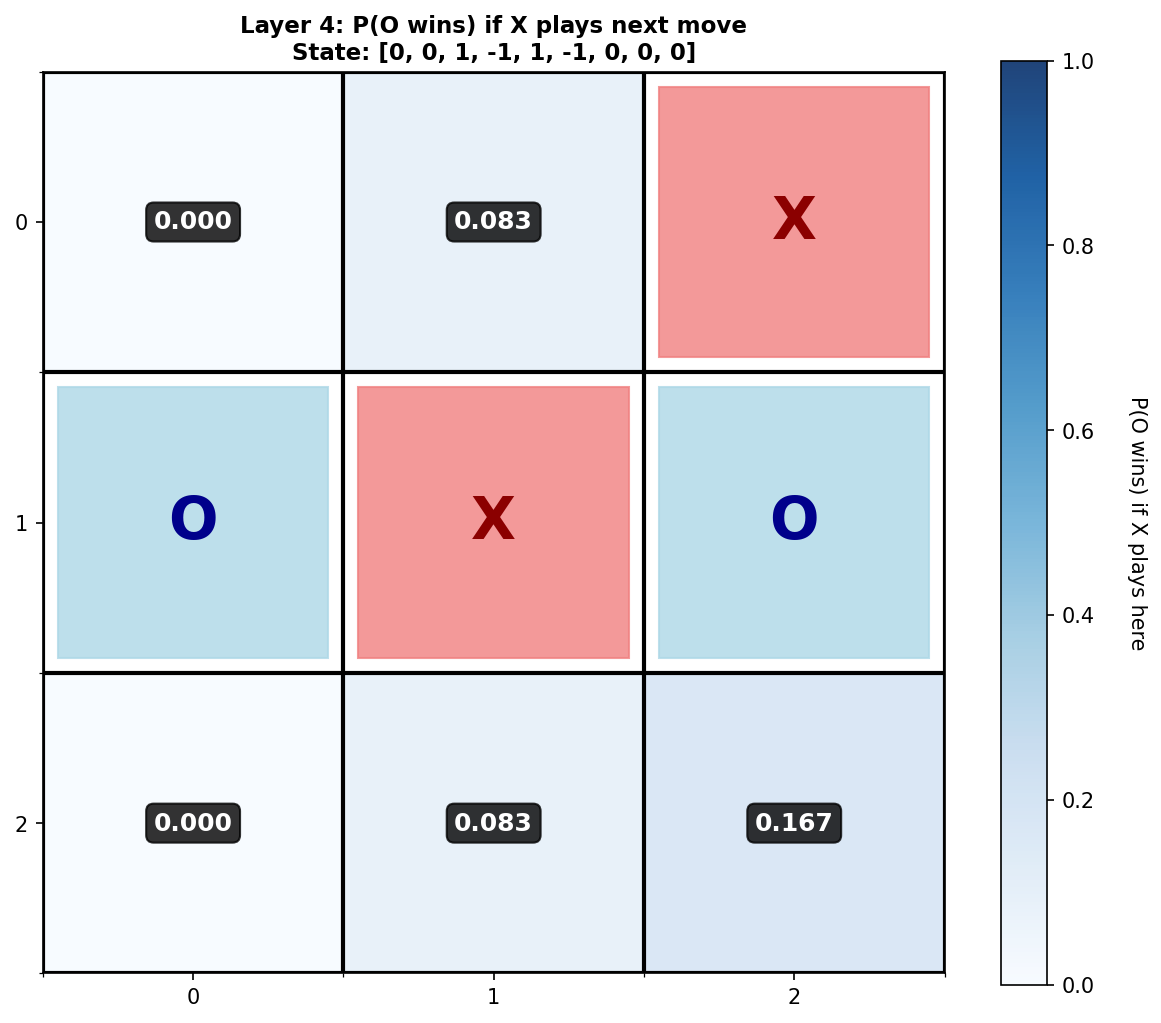 Layer 4: P(O wins) if X plays next move
State: [0, 0, 1, -1, 1, -1, 0, 0, 0]
0
0.000
0.083
X
1
O
X
O
2
0.000
0.083
0.167
0
1
2
1.0
0.8
0.6
0.4
0.2
0.0
P(O wins) if X plays here